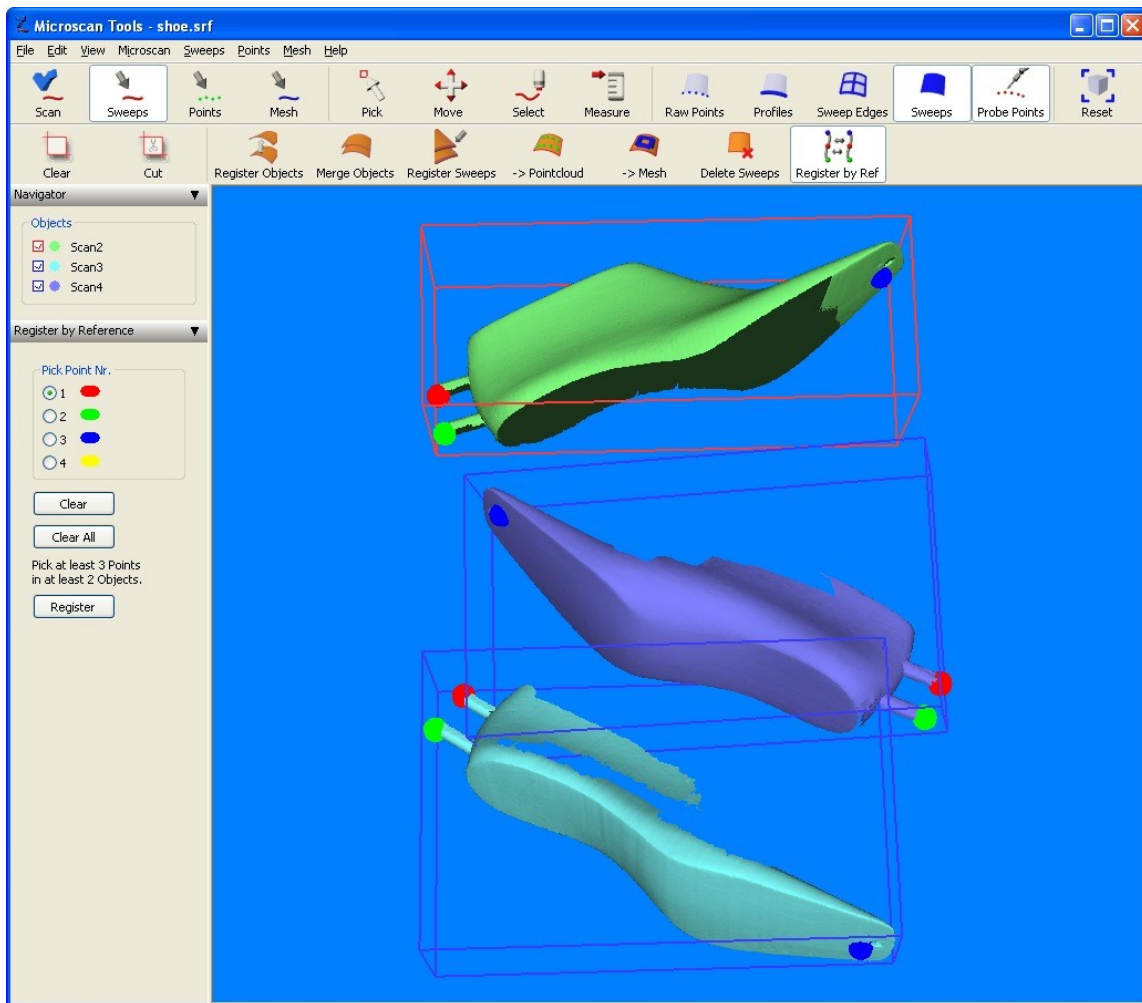 Microscan Tools - shoe.srf
File Edit View Microscan Sweeps Points Mesh Help
Scan Sweeps Points Mesh Pick Move Select Measure Raw Points Profiles Sweep Edges Sweeps Probe Points Reset
Clear Cut Register Objects Merge Objects Register Sweeps -> Pointcloud -> Mesh Delete Sweeps Register by Ref
Navigator
Objects
Scan2
Scan3
Scan4
Register by Reference
Pick Point Nr.
1
2
3
4
Clear
Clear All
Pick at least 3 Points
in at least 2 Objects.
Register